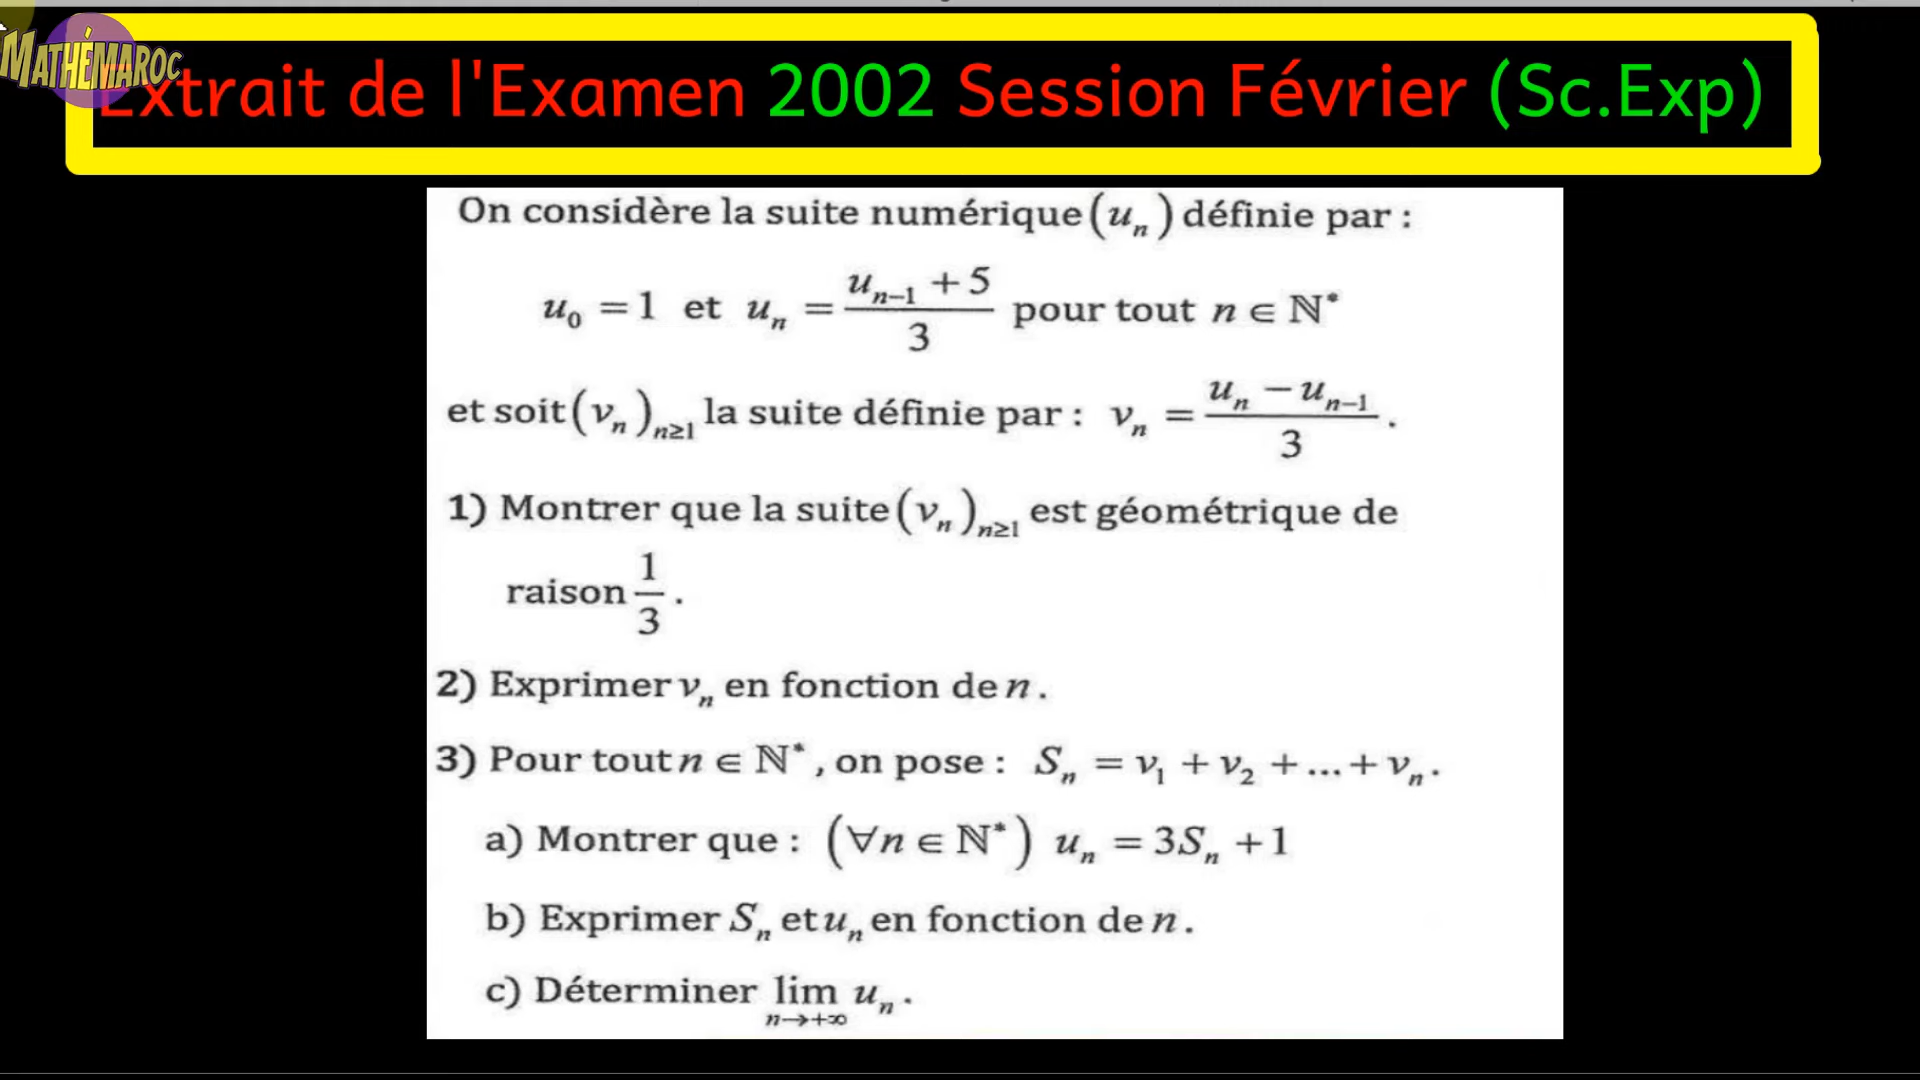 MATHÉMAROC
Extrait de l'Examen 2002 Session Février (Sc.Exp)
On considère la suite numérique (uₙ) définie par :
u₀ = 1 et uₙ = (uₙ₋₁ + 5)/3 pour tout n ∈ ℕ*
et soit (vₙ)ₙ≥₁ la suite définie par : vₙ = (uₙ − uₙ₋₁)/3 .
1) Montrer que la suite (vₙ)ₙ≥₁ est géométrique de
raison 1/3 .
2) Exprimer vₙ en fonction de n .
3) Pour tout n ∈ ℕ* , on pose : Sₙ = v₁ + v₂ + ... + vₙ .
a) Montrer que : (∀n ∈ ℕ*) uₙ = 3Sₙ + 1
b) Exprimer Sₙ et uₙ en fonction de n .
c) Déterminer lim uₙ .
n→+∞